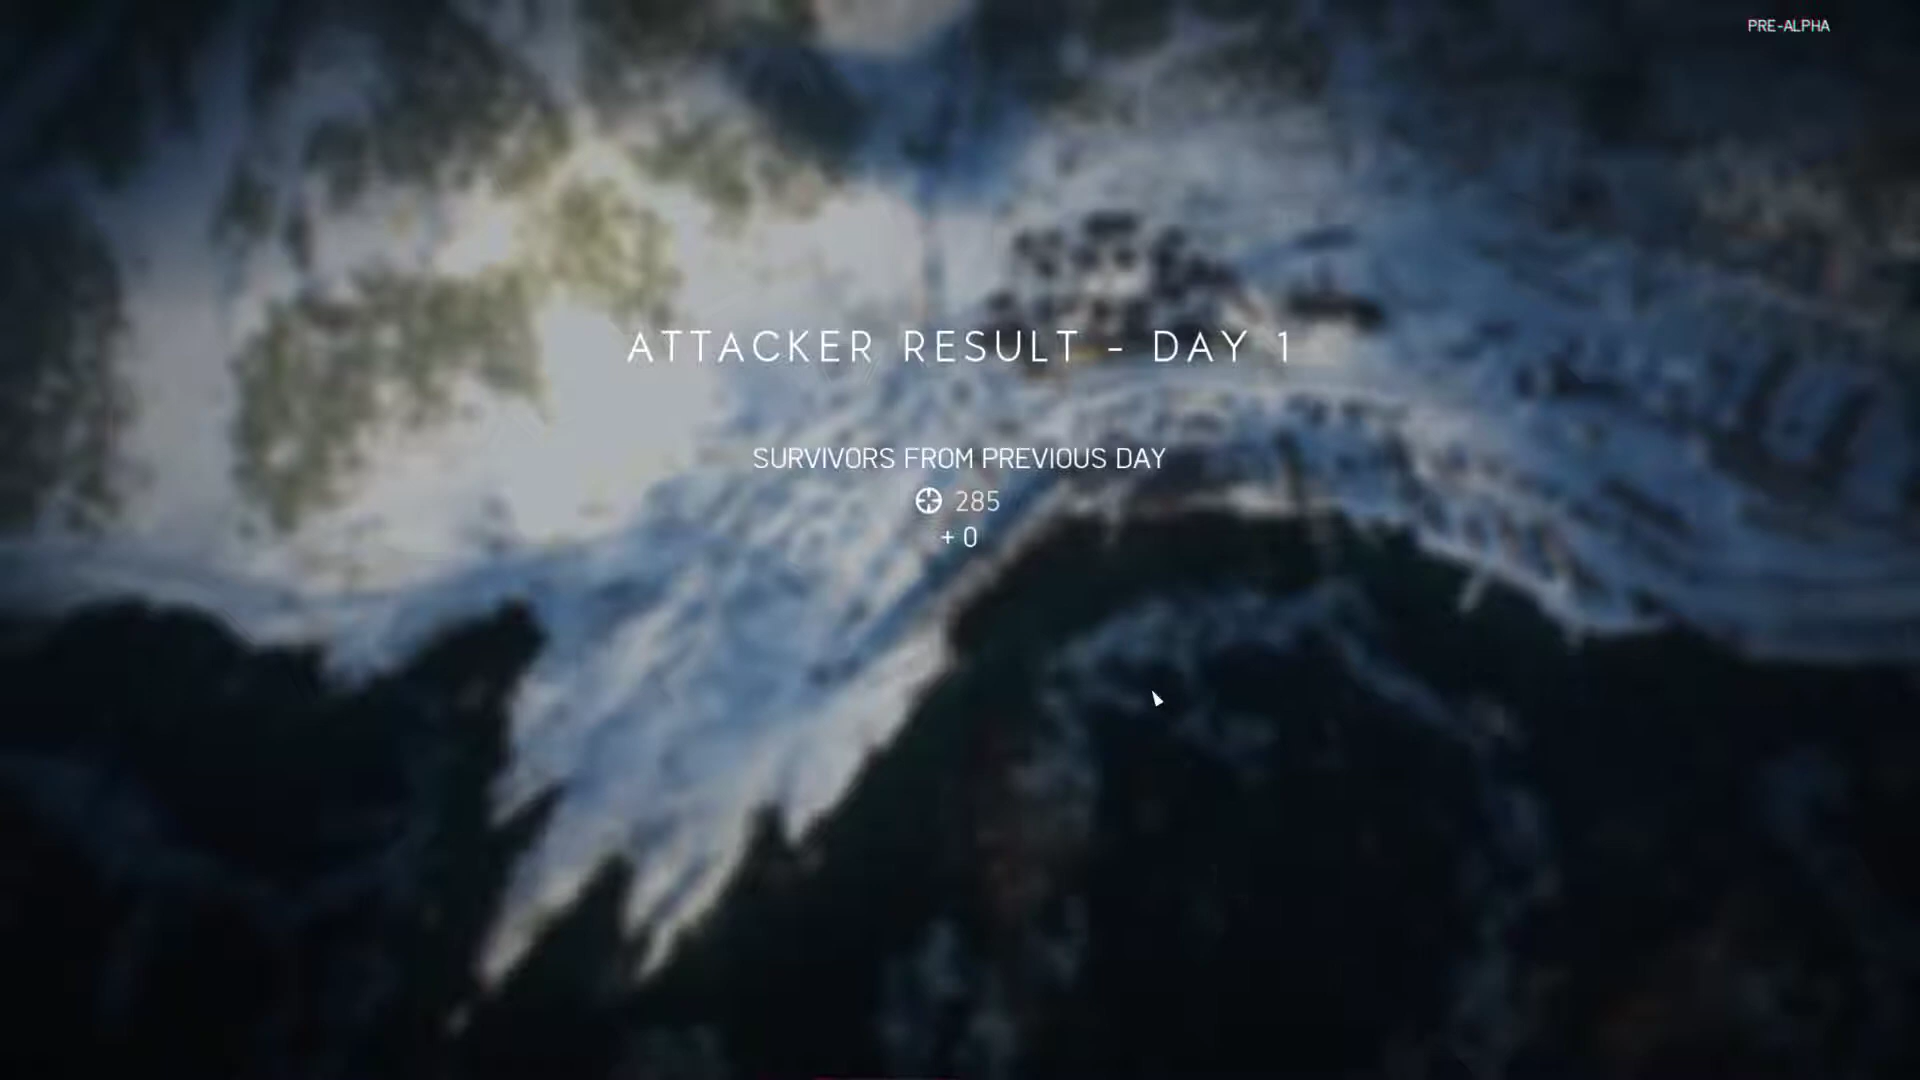 PRE-ALPHA
ATTACKER RESULT - DAY 1
SURVIVORS FROM PREVIOUS DAY
285
+ 0